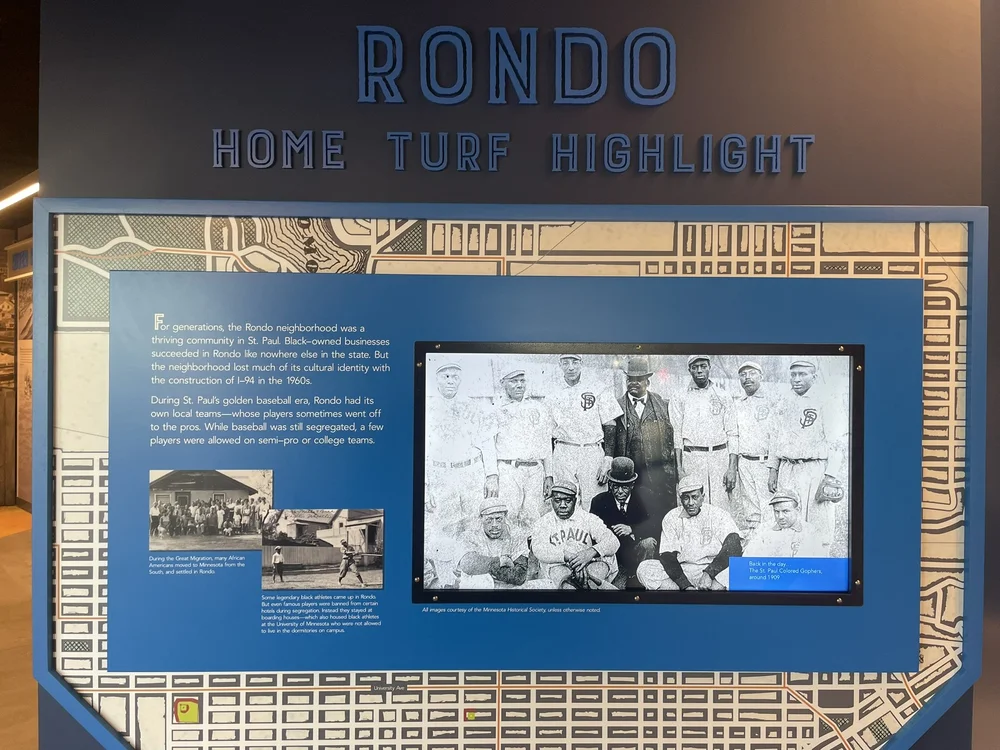 RONDO
HOME TURF HIGHLIGHT
For generations, the Rondo neighborhood was a
thriving community in St. Paul. Black–owned businesses
succeeded in Rondo like nowhere else in the state. But
the neighborhood lost much of its cultural identity with
the construction of I–94 in the 1960s.
During St. Paul's golden baseball era, Rondo had its
own local teams—whose players sometimes went off
to the pros. While baseball was still segregated, a few
players were allowed on semi–pro or college teams.
During the Great Migration, many African
Americans moved to Minnesota from the
South, and settled in Rondo.
Some legendary black athletes came up in Rondo.
But even famous players were banned from certain
hotels during segregation. Instead they stayed at
boarding houses—which also housed black athletes
at the University of Minnesota who were not allowed
to live in the dormitories on campus.
ST.PAUL
Back in the day
The St. Paul Colored Gophers,
around 1909
All images courtesy of the Minnesota Historical Society, unless otherwise noted.
University Ave